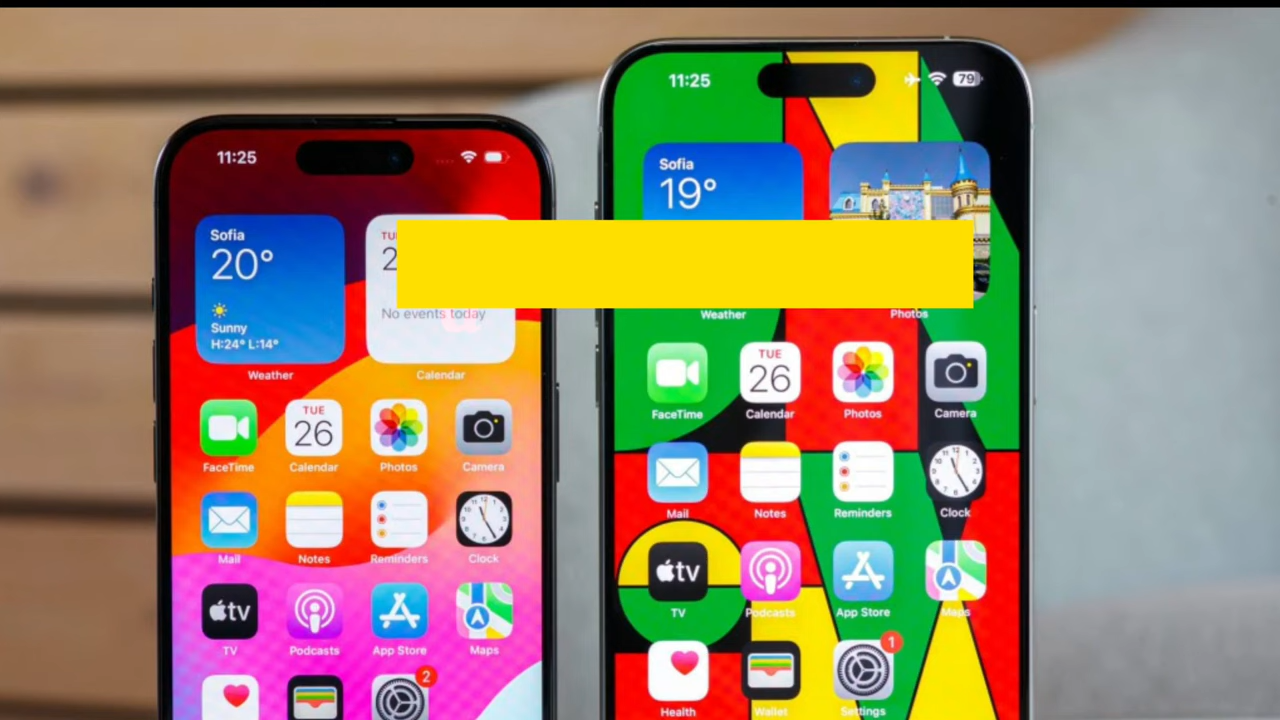 11:25
Sofia
20°
Sunny
H:24° L:14°
Weather
No events today
Calendar
FaceTime
TUE
26
Calendar
Photos
Camera
Mail
Notes
Reminders
Clock
tv
TV
Podcasts
App Store
Maps
2
11:25
79
Sofia
19°
Weather
Photos
FaceTime
TUE
26
Calendar
Photos
Camera
Mail
Notes
Reminders
Clock
tv
TV
Podcasts
App Store
Maps
Health
Wallet
1
Settings